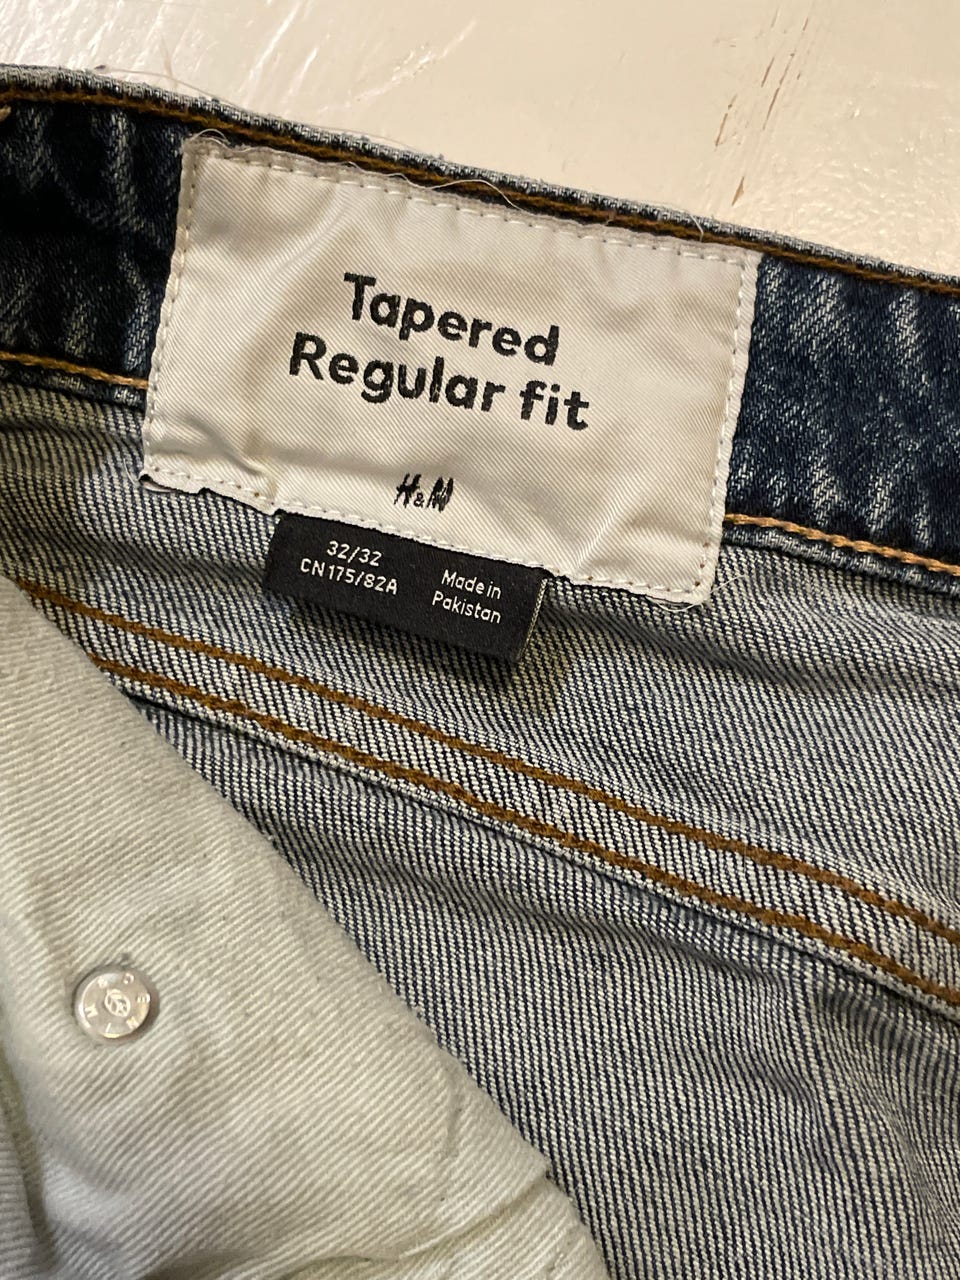 Tapered
Regular fit
H&M
32/32
CN175/82A
Made in
Pakistan